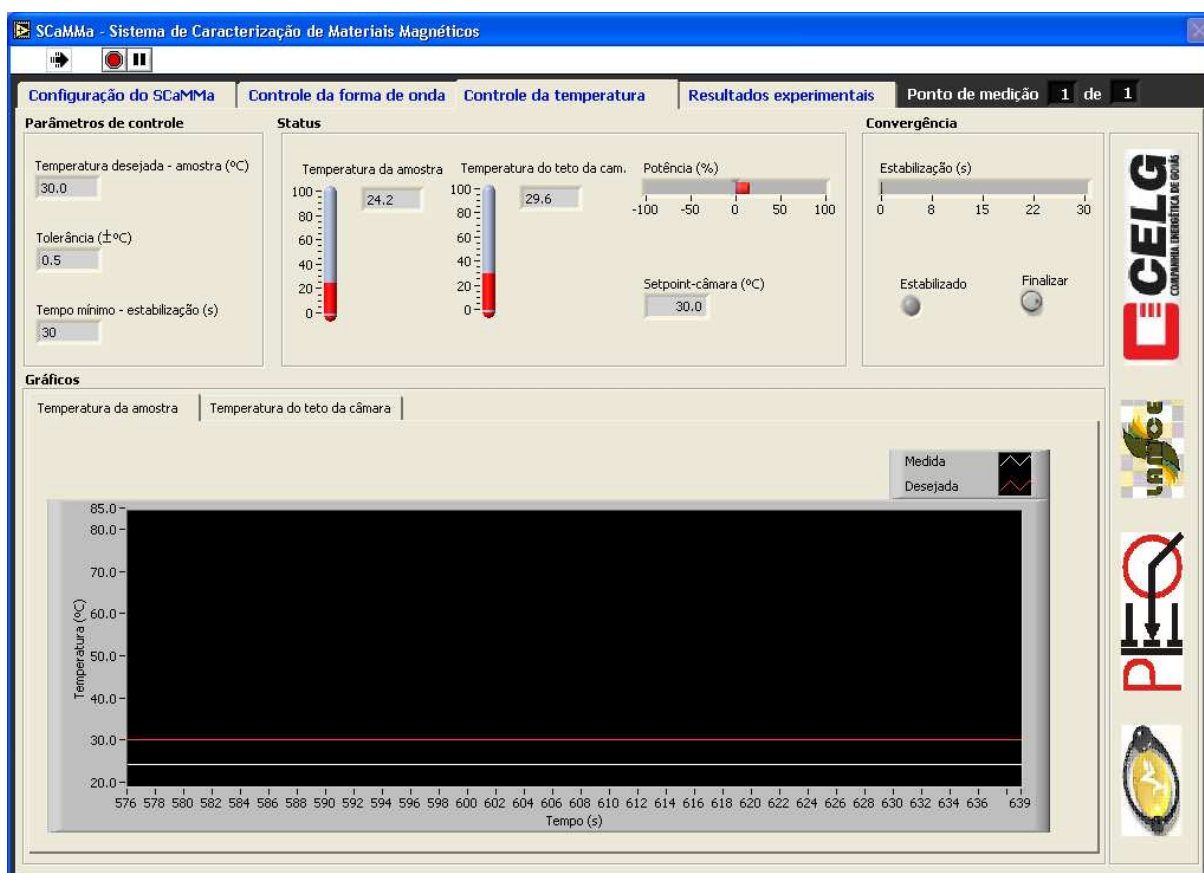 SCaMMa - Sistema de Caracterização de Materiais Magnéticos
Configuração do SCaMMa
Controle da forma de onda
Controle da temperatura
Resultados experimentais
Ponto de medição 1 de 1
Parâmetros de controle
Temperatura desejada - amostra (ºC)
30.0
Tolerância (±ºC)
0.5
Tempo mínimo - estabilização (s)
30
Status
Temperatura da amostra
24.2
100
80
60
40
20
0
Temperatura do teto da cam.
29.6
100
80
60
40
20
0
Potência (%)
-100 -50 0 50 100
Setpoint-câmara (ºC)
30.0
Convergência
Estabilização (s)
0 8 15 22 30
Estabilizado
Finalizar
CELG
COMPANHIA ENERGÉTICA DE GOIÁS
LAMCE
PEQ
Gráficos
Temperatura da amostra
Temperatura do teto da câmara
Medida
Desejada
Temperatura (ºC)
85.0
80.0
70.0
60.0
50.0
40.0
30.0
20.0
576 578 580 582 584 586 588 590 592 594 596 598 600 602 604 606 608 610 612 614 616 618 620 622 624 626 628 630 632 634 636 639
Tempo (s)